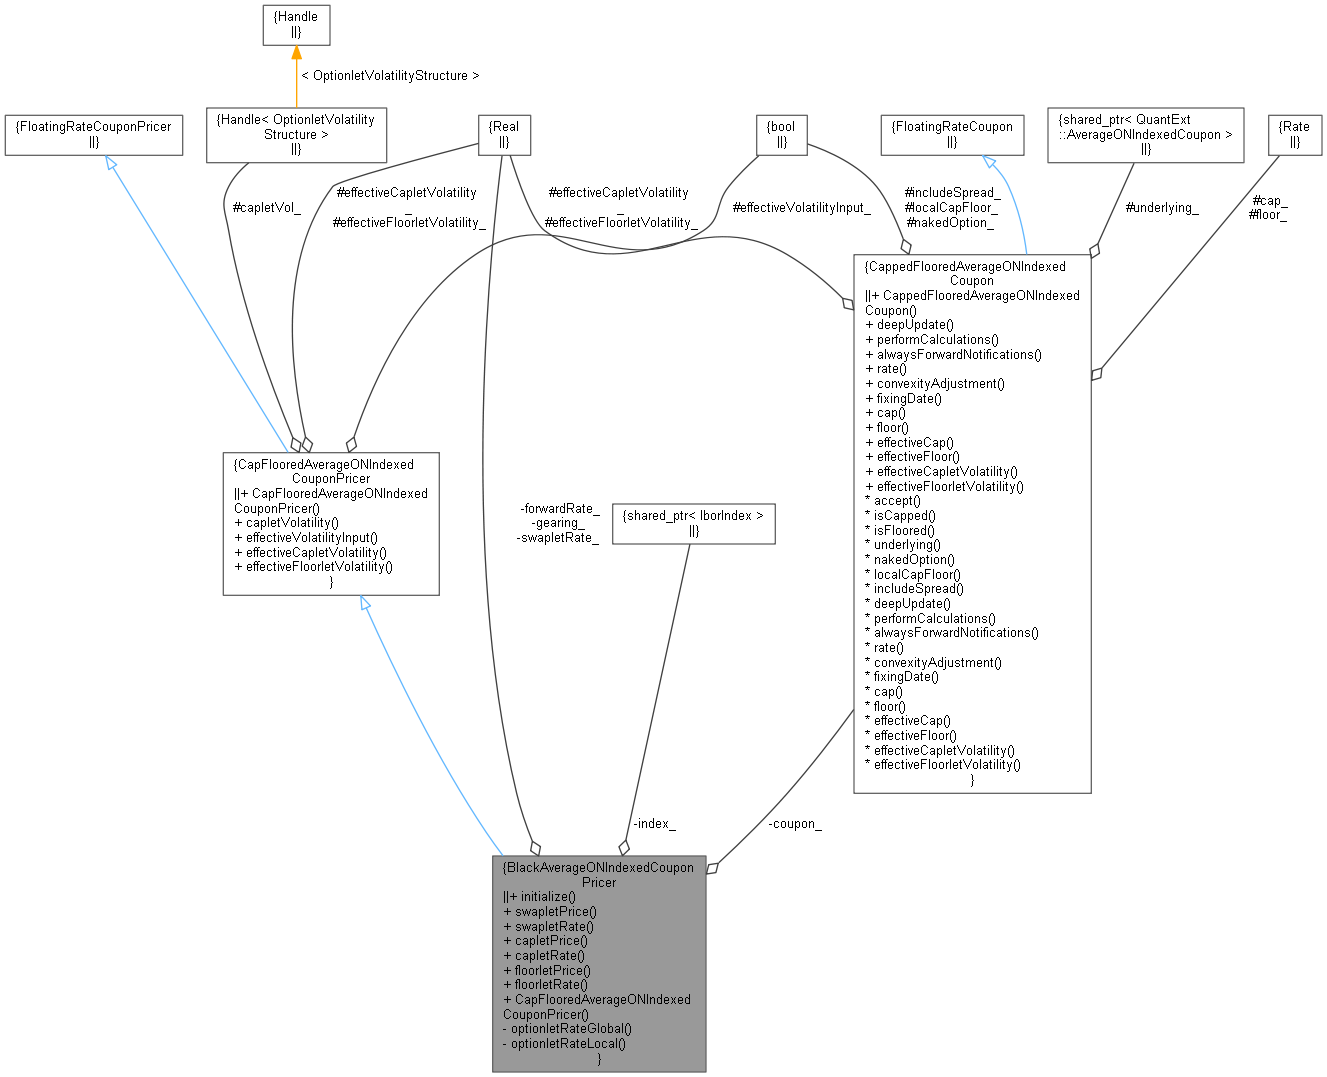 {Handle
||}
< OptionletVolatilityStructure >
{FloatingRateCouponPricer
||}
{Handle< OptionletVolatility
Structure >
||}
{Real
||}
{bool
||}
{FloatingRateCoupon
||}
{shared_ptr< QuantExt
::AverageONIndexedCoupon >
||}
{Rate
||}
#capletVol_
#effectiveCapletVolatility
_
#effectiveFloorletVolatility_
#effectiveCapletVolatility
_
#effectiveFloorletVolatility_
#effectiveVolatilityInput_
#includeSpread_
#localCapFloor_
#nakedOption_
#underlying_
#cap_
#floor_
{CappedFlooredAverageONIndexed
Coupon
||+ CappedFlooredAverageONIndexed
Coupon()
+ deepUpdate()
+ performCalculations()
+ alwaysForwardNotifications()
+ rate()
+ convexityAdjustment()
+ fixingDate()
+ cap()
+ floor()
+ effectiveCap()
+ effectiveFloor()
+ effectiveCapletVolatility()
+ effectiveFloorletVolatility()
* accept()
* isCapped()
* isFloored()
* underlying()
* nakedOption()
* localCapFloor()
* includeSpread()
* deepUpdate()
* performCalculations()
* alwaysForwardNotifications()
* rate()
* convexityAdjustment()
* fixingDate()
* cap()
* floor()
* effectiveCap()
* effectiveFloor()
* effectiveCapletVolatility()
* effectiveFloorletVolatility()
}
{CapFlooredAverageONIndexed
CouponPricer
||+ CapFlooredAverageONIndexed
CouponPricer()
+ capletVolatility()
+ effectiveVolatilityInput()
+ effectiveCapletVolatility()
+ effectiveFloorletVolatility()
}
-forwardRate_
-gearing_
-swapletRate_
{shared_ptr< IborIndex >
||}
-index_
-coupon_
{BlackAverageONIndexedCoupon
Pricer
||+ initialize()
+ swapletPrice()
+ swapletRate()
+ capletPrice()
+ capletRate()
+ floorletPrice()
+ floorletRate()
+ CapFlooredAverageONIndexed
CouponPricer()
- optionletRateGlobal()
- optionletRateLocal()
}